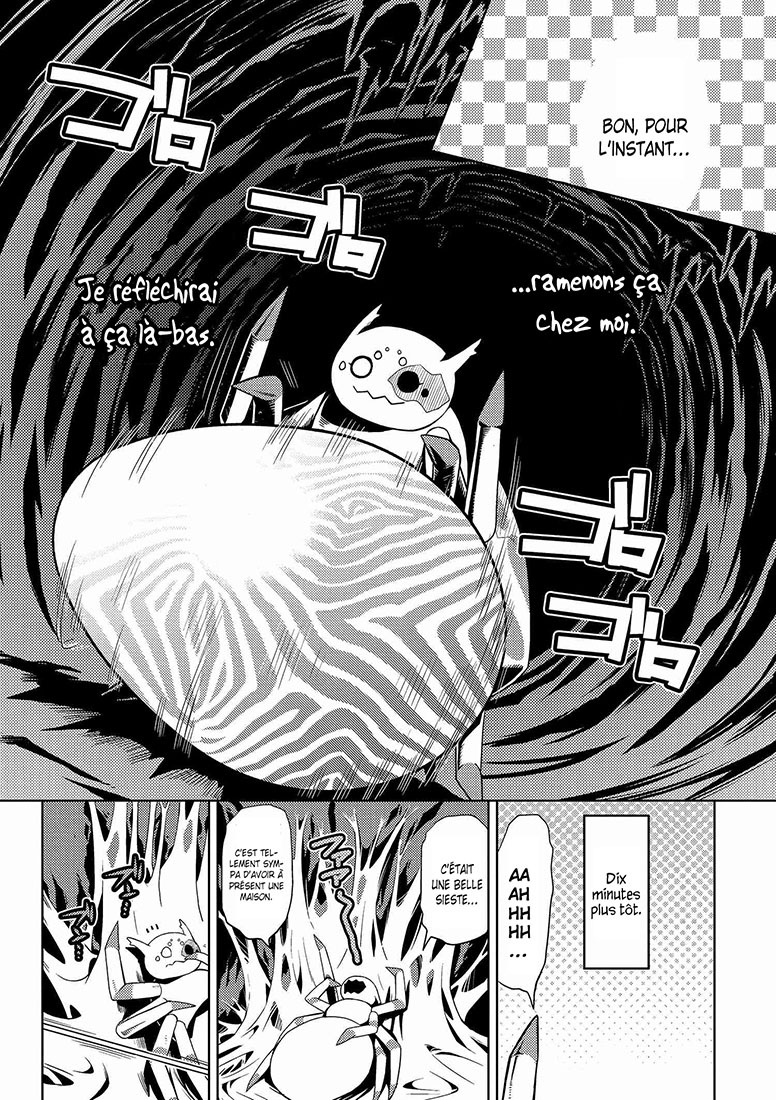 BON, POUR
L'INSTANT...
...ramenons ça
chez moi.
Je réfléchirai
à ça là-bas.
ゴロ
ゴロ
ゴロ
ゴロ
Dix
minutes
plus tôt.
AA
AH
HH
HH
...
C'ÉTAIT
UNE BELLE
SIESTE...
C'EST TEL-
LEMENT SYM-
PA D'AVOIR À
PRÉSENT UNE
MAISON.